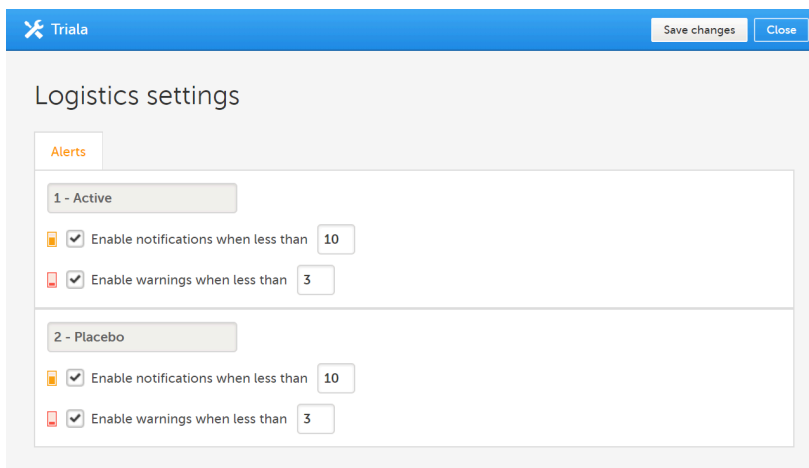 Triala
Save changes
Close
Logistics settings
Alerts
1 - Active
Enable notifications when less than 10
Enable warnings when less than 3
2 - Placebo
Enable notifications when less than 10
Enable warnings when less than 3